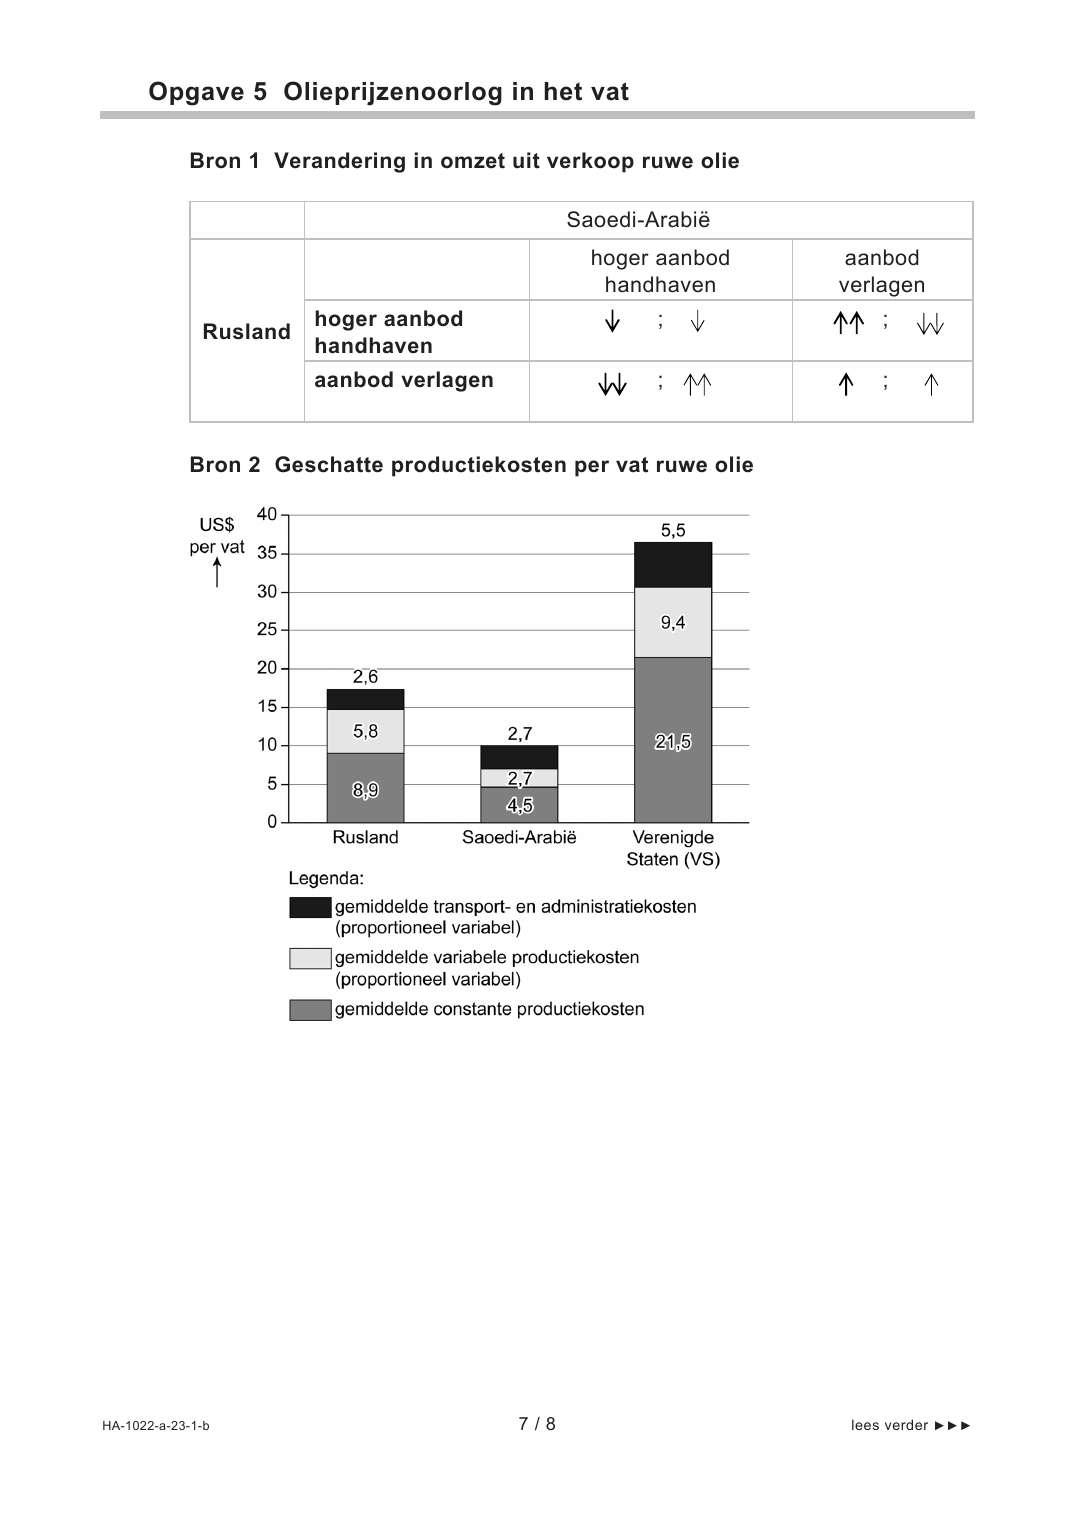 Opgave 5  Olieprijzenoorlog in het vat
Bron 1  Verandering in omzet uit verkoop ruwe olie
Saoedi-Arabië
hoger aanbod
handhaven
aanbod
verlagen
Rusland
hoger aanbod
handhaven
↓ ; ↓
↑↑ ; ↓↓
aanbod verlagen
↓↓ ; ↑↑
↑ ; ↑
Bron 2  Geschatte productiekosten per vat ruwe olie
US$
per vat
40
35
30
25
20
15
10
5
0
2,6
5,8
8,9
2,7
2,7
4,5
5,5
9,4
21,5
Rusland
Saoedi-Arabië
Verenigde
Staten (VS)
Legenda:
gemiddelde transport- en administratiekosten
(proportioneel variabel)
gemiddelde variabele productiekosten
(proportioneel variabel)
gemiddelde constante productiekosten
HA-1022-a-23-1-b
7 / 8
lees verder ►►►